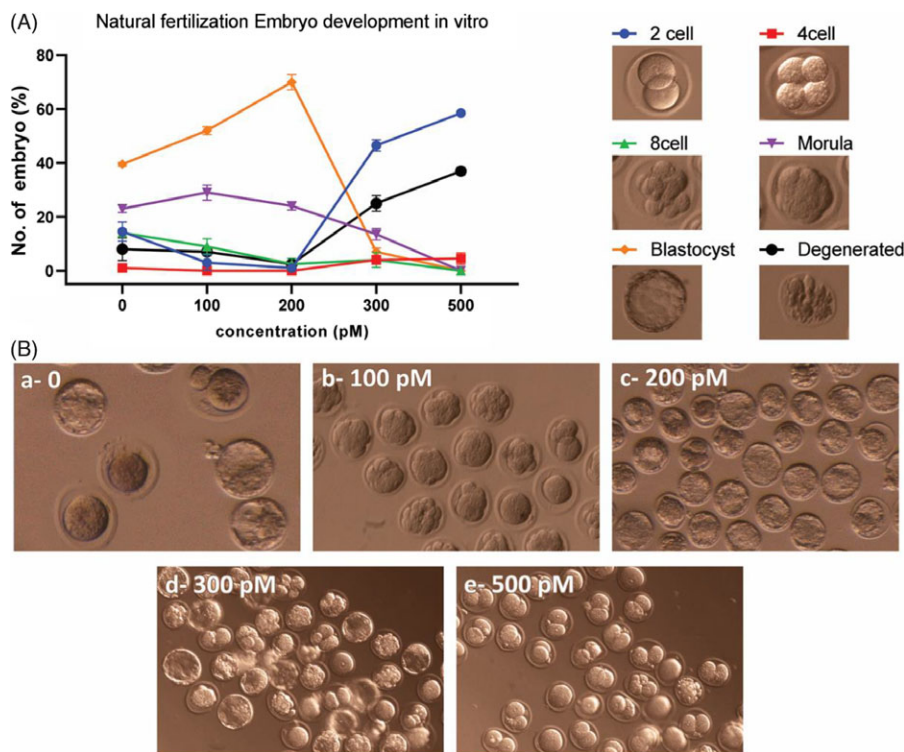 (A)
Natural fertilization Embryo development in vitro
No. of embryo (%)
80
60
40
20
0
0 100 200 300 500
concentration (pM)
2 cell 4cell
8cell Morula
Blastocyst Degenerated
(B)
a- 0 b- 100 pM c- 200 pM
d- 300 pM e- 500 pM